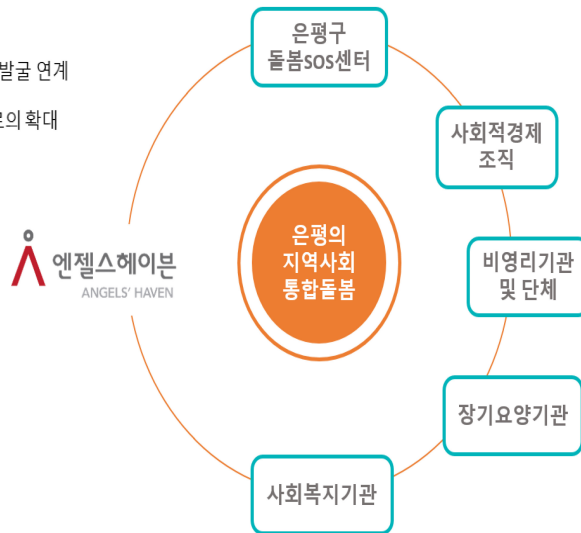 은평구
돌봄sos센터
발굴 연계
로의 확대
사회적경제
조직
은평의
지역사회
통합돌봄
엔젤스헤이븐
ANGELS' HAVEN
비영리기관
및 단체
장기요양기관
사회복지기관